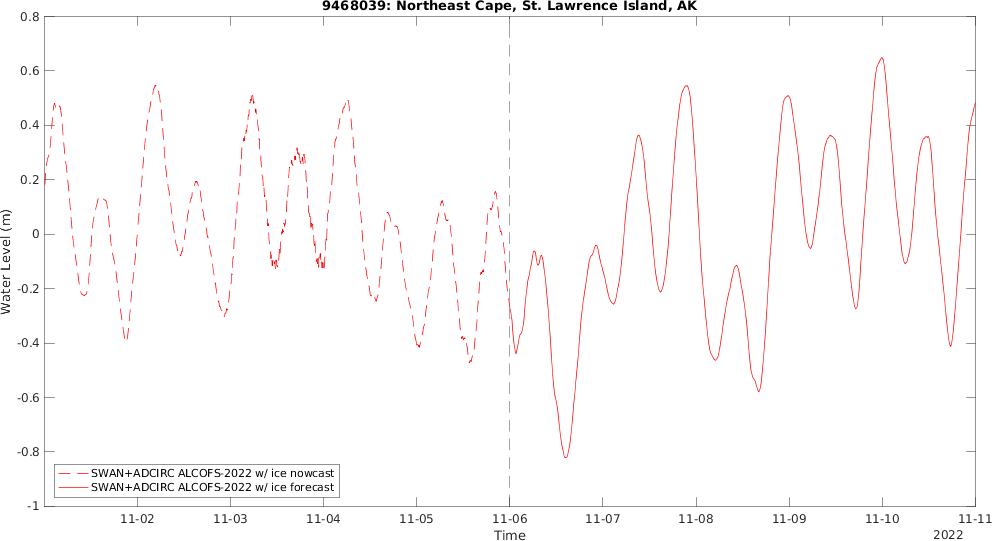 9468039: Northeast Cape, St. Lawrence Island, AK
0.8
0.6
0.4
0.2
0
-0.2
-0.4
-0.6
-0.8
-1
Water Level (m)
SWAN+ADCIRC ALCOFS-2022 w/ ice nowcast
SWAN+ADCIRC ALCOFS-2022 w/ ice forecast
11-02 11-03 11-04 11-05 11-06 11-07 11-08 11-09 11-10 11-11
Time
2022